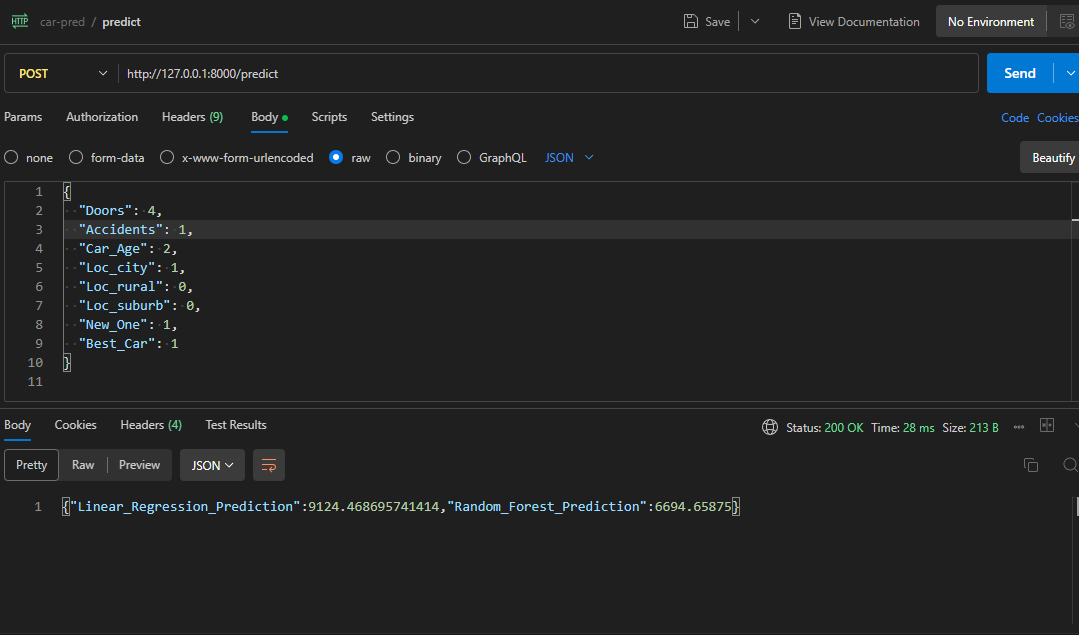 HTTP car-pred / predict Save View Documentation No Environment
POST http://127.0.0.1:8000/predict Send
Params Authorization Headers (9) Body Scripts Settings Code Cookies
none form-data x-www-form-urlencoded raw binary GraphQL JSON Beautify
1 {
2 "Doors": 4,
3 "Accidents": 1,
4 "Car_Age": 2,
5 "Loc_city": 1,
6 "Loc_rural": 0,
7 "Loc_suburb": 0,
8 "New_One": 1,
9 "Best_Car": 1
10 }
11
Body Cookies Headers (4) Test Results Status: 200 OK Time: 28 ms Size: 213 B
Pretty Raw Preview JSON
1 {"Linear_Regression_Prediction":9124.468695741414,"Random_Forest_Prediction":6694.65875}